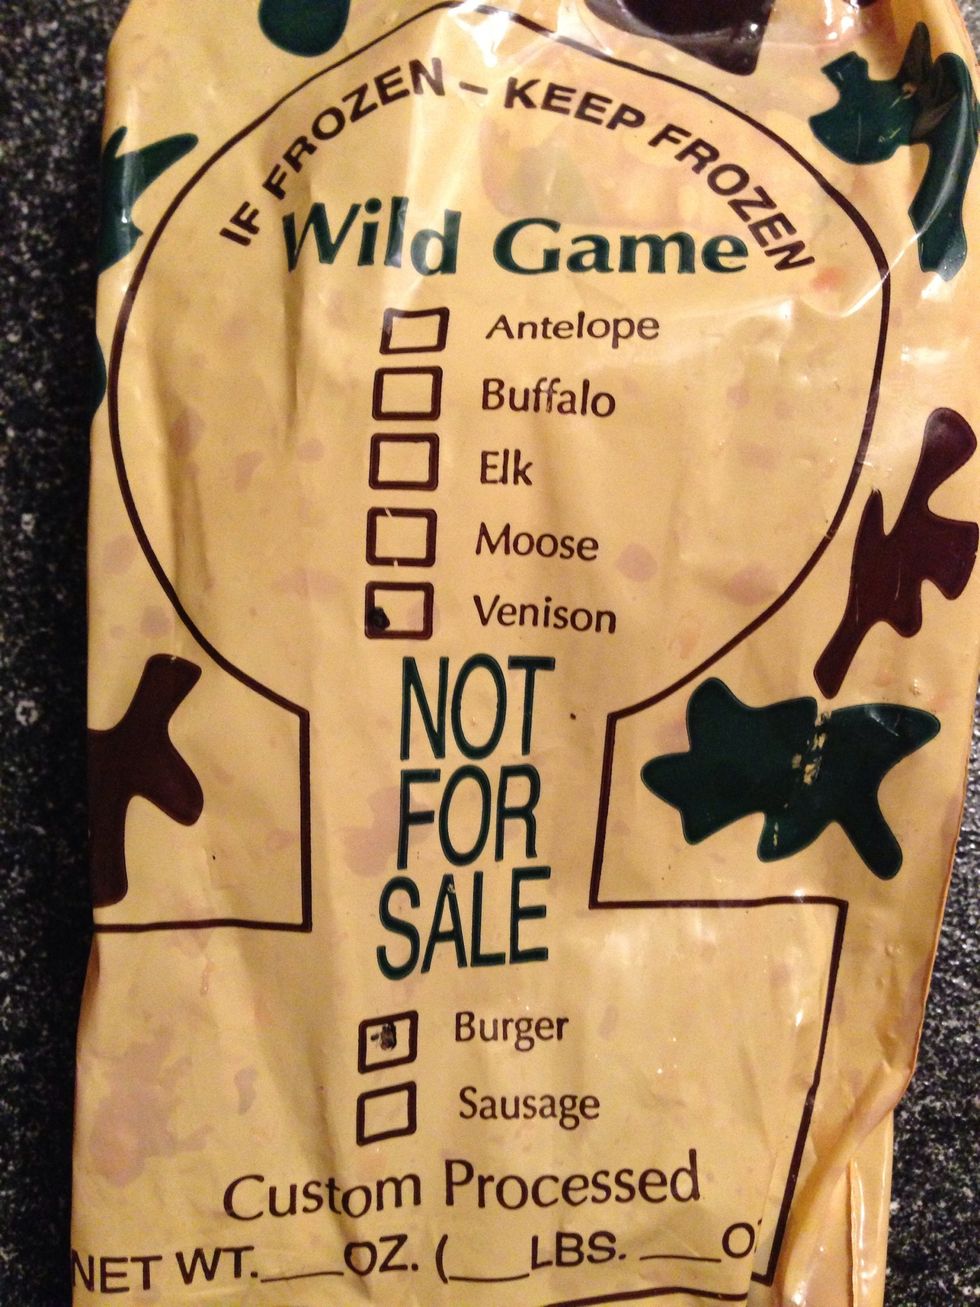 IF FROZEN – KEEP FROZEN
Wild Game
Antelope
Buffalo
Elk
Moose
Venison
NOT
FOR
SALE
Burger
Sausage
Custom Processed
NET WT.___OZ. (___LBS. ___O